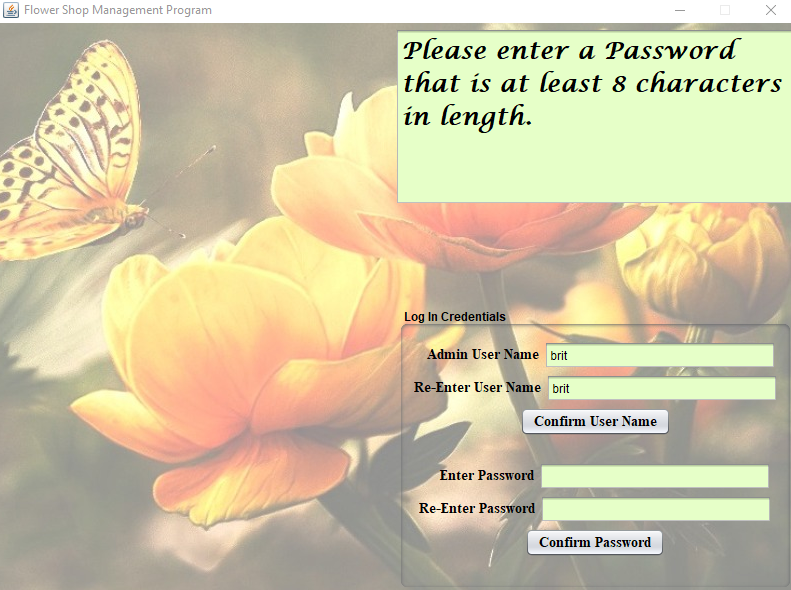 Flower Shop Management Program
Please enter a Password
that is at least 8 characters
in length.
Log In Credentials
Admin User Name brit
Re-Enter User Name brit
Confirm User Name
Enter Password
Re-Enter Password
Confirm Password